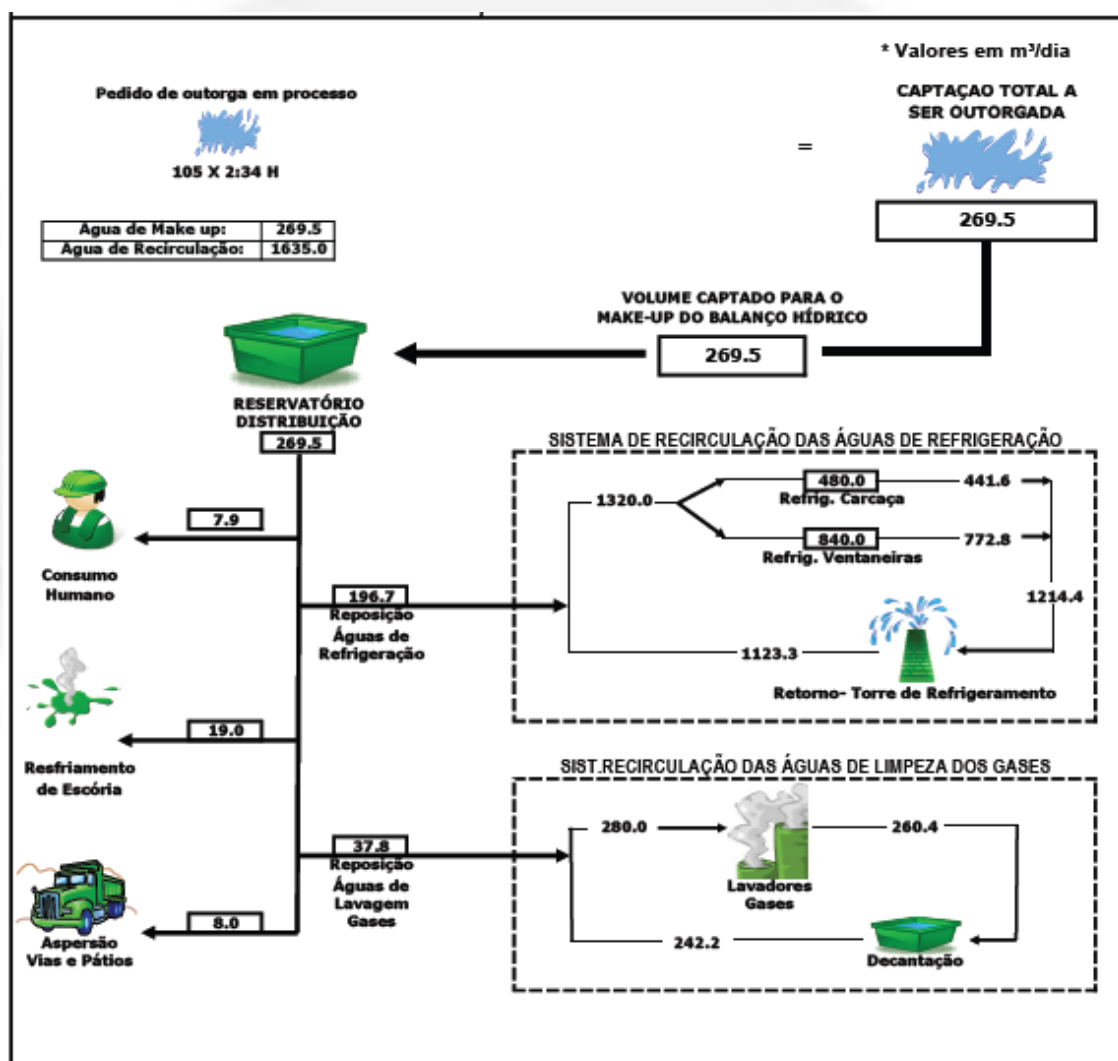 * Valores em m³/dia
Pedido de outorga em processo
105 X 2:34 H
=
CAPTAÇAO TOTAL A
SER OUTORGADA
269.5
Água de Make up: 269.5
Água de Recirculação: 1635.0
VOLUME CAPTADO PARA O
MAKE-UP DO BALANÇO HÍDRICO
269.5
RESERVATÓRIO
DISTRIBUIÇÃO
269.5
7.9
Consumo
Humano
196.7
Reposição
Águas de
Refrigeração
19.0
Resfriamento
de Escória
37.8
Reposição
Águas de
Lavagem
Gases
8.0
Aspersão
Vias e Pátios
SISTEMA DE RECIRCULAÇÃO DAS ÁGUAS DE REFRIGERAÇÃO
1320.0
480.0
441.6
Refrig. Carcaça
840.0
772.8
Refrig. Ventaneiras
1214.4
1123.3
Retorno- Torre de Refrigeramento
SIST.RECIRCULAÇÃO DAS ÁGUAS DE LIMPEZA DOS GASES
280.0
260.4
Lavadores
Gases
242.2
Decantação